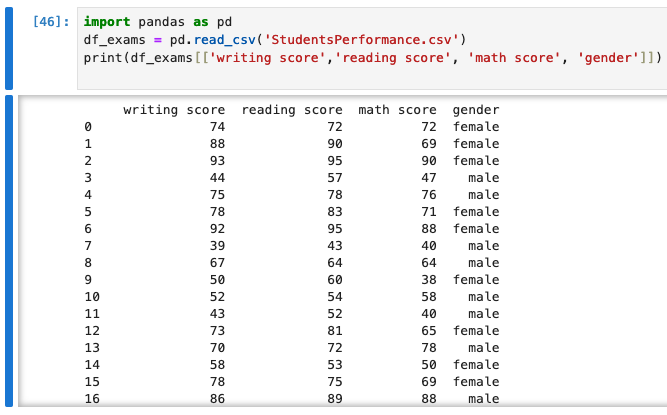 [46]: import pandas as pd
df_exams = pd.read_csv('StudentsPerformance.csv')
print(df_exams[['writing score','reading score', 'math score', 'gender']])
writing score reading score math score gender
0 74 72 72 female
1 88 90 69 female
2 93 95 90 female
3 44 57 47 male
4 75 78 76 male
5 78 83 71 female
6 92 95 88 female
7 39 43 40 male
8 67 64 64 male
9 50 60 38 female
10 52 54 58 male
11 43 52 40 male
12 73 81 65 female
13 70 72 78 male
14 58 53 50 female
15 78 75 69 female
16 86 89 88 male